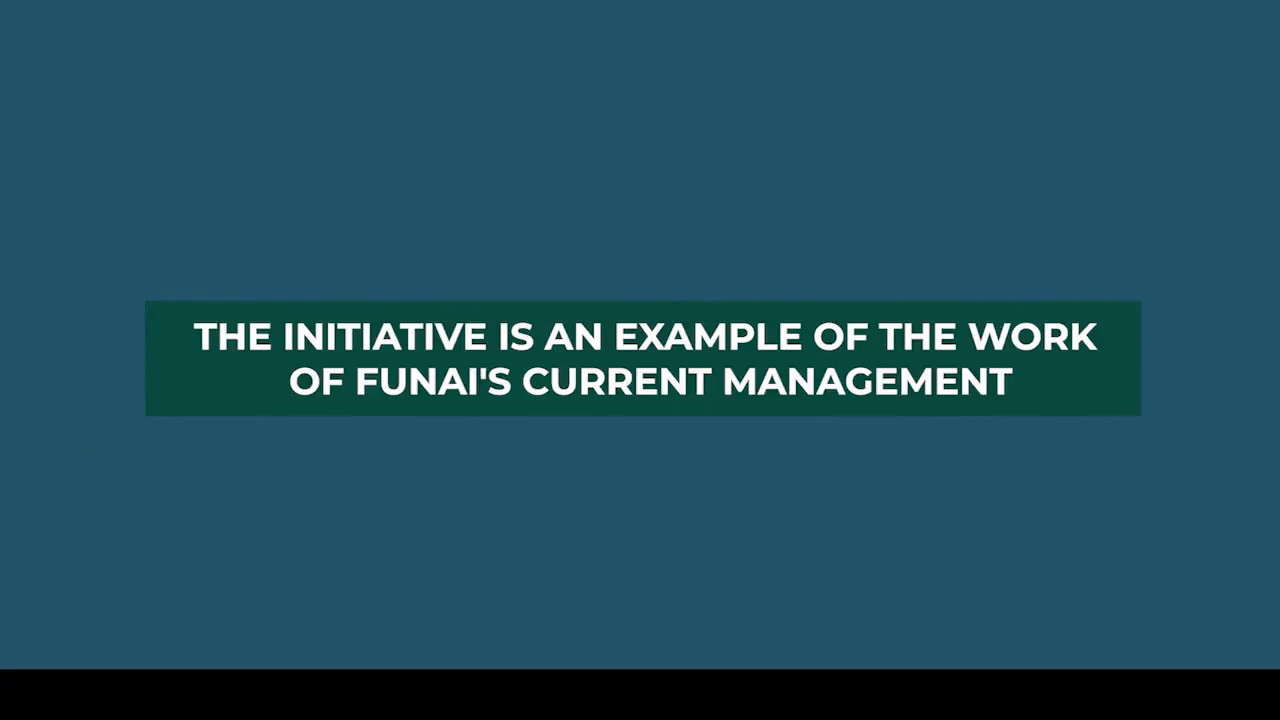 THE INITIATIVE IS AN EXAMPLE OF THE WORK
OF FUNAI'S CURRENT MANAGEMENT